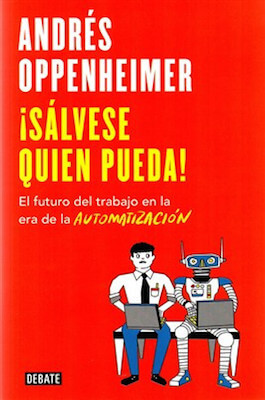 ANDRÉS
OPPENHEIMER
¡SÁLVESE
QUIEN PUEDA!
El futuro del trabajo en la
era de la AUTOMATIZACIÓN
DEBATE